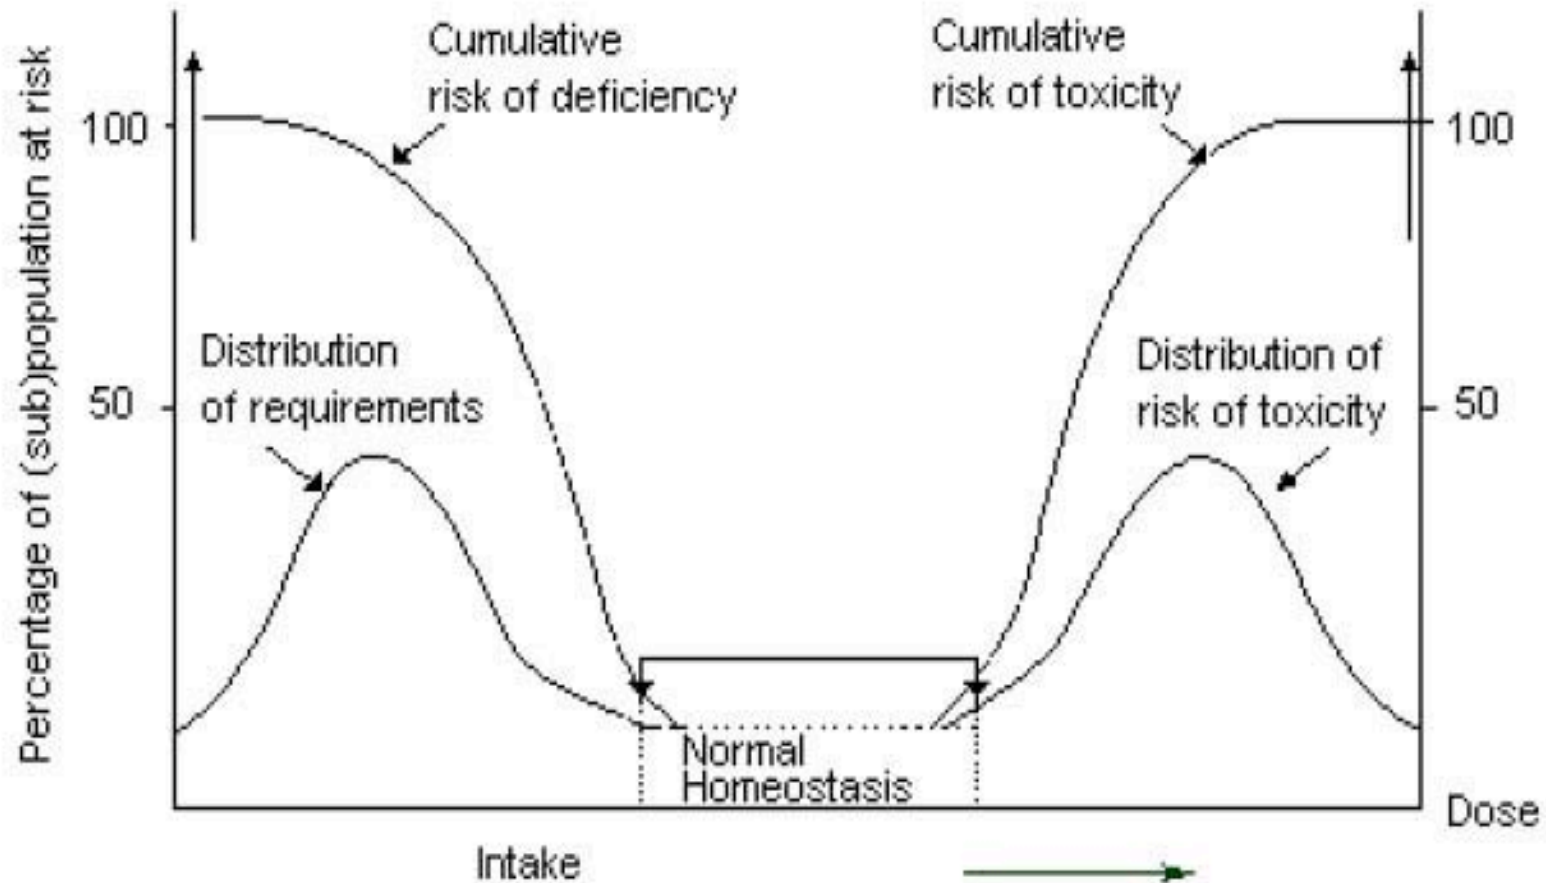 Percentage of (sub)population at risk
Cumulative
risk of deficiency
Cumulative
risk of toxicity
100
100
Distribution
of requirements
Distribution of
risk of toxicity
50
50
Normal
Homeostasis
Dose
Intake